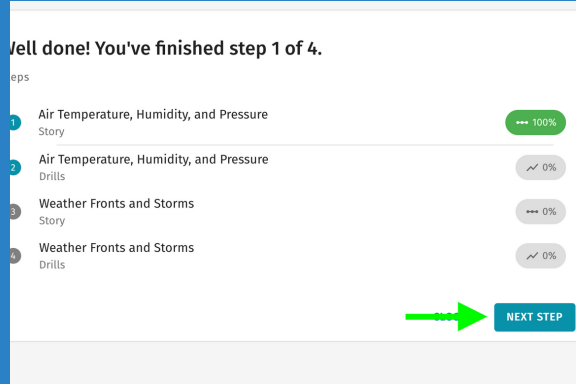 Well done! You've finished step 1 of 4.
eps
1
Air Temperature, Humidity, and Pressure
Story
100%
2
Air Temperature, Humidity, and Pressure
Drills
0%
3
Weather Fronts and Storms
Story
0%
4
Weather Fronts and Storms
Drills
0%
NEXT STEP